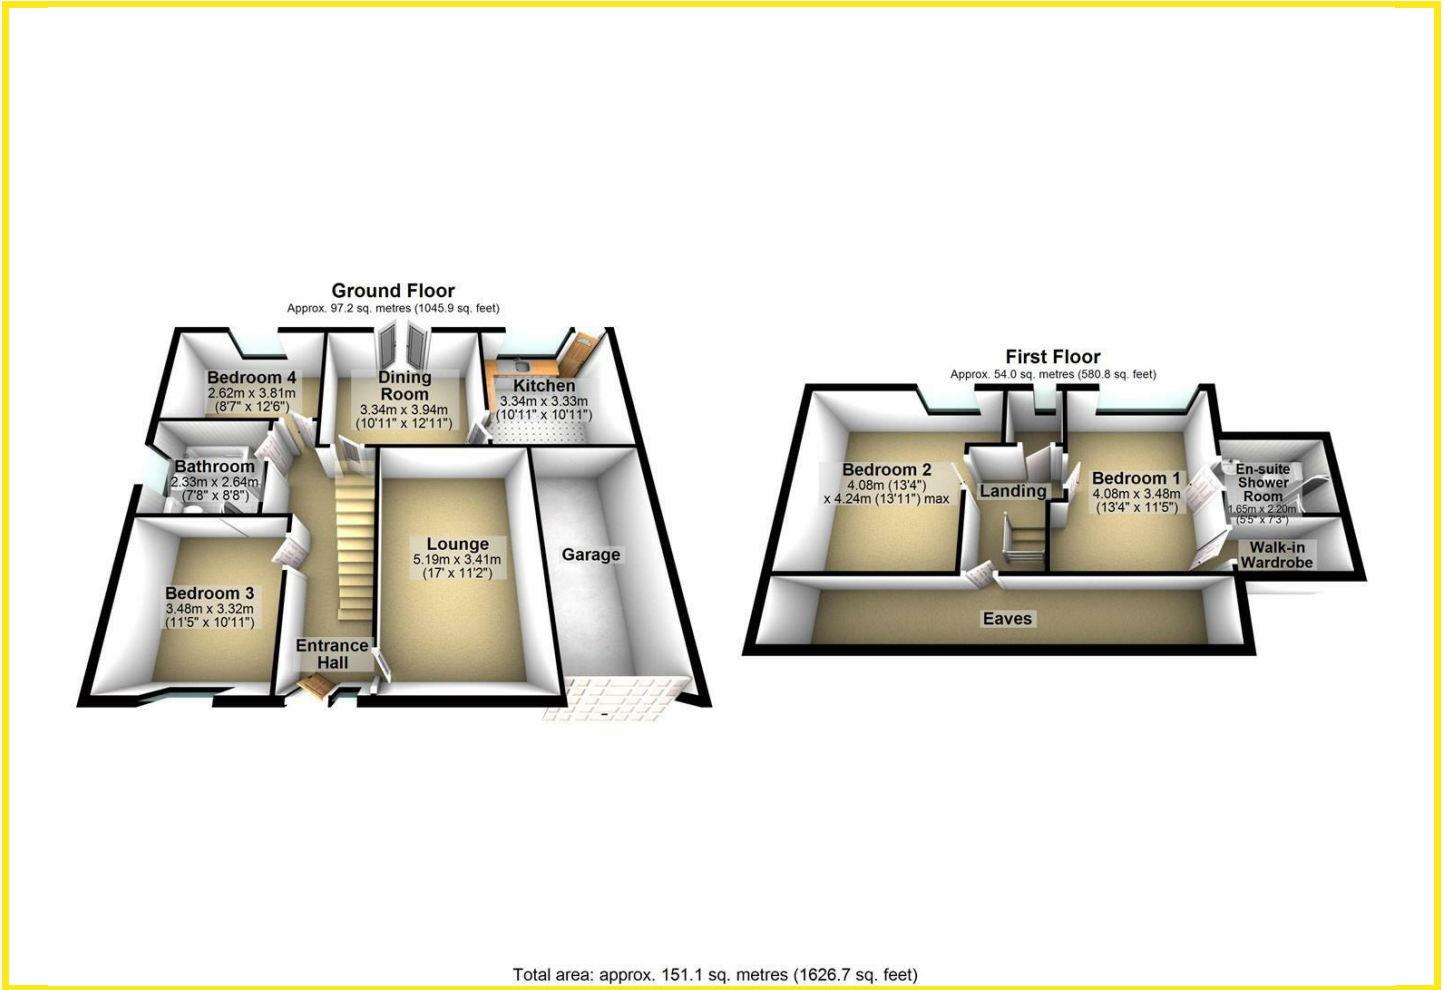 Ground Floor
Approx. 97.2 sq. metres (1045.9 sq. feet)
Bedroom 4
2.62m x 3.81m
(8'7" x 12'6")
Dining
Room
3.34m x 3.94m
(10'11" x 12'11")
Kitchen
3.34m x 3.33m
(10'11" x 10'11")
Bathroom
2.33m x 2.64m
(7'8" x 8'8")
Lounge
5.19m x 3.41m
(17' x 11'2")
Garage
Bedroom 3
3.48m x 3.32m
(11'5" x 10'11")
Entrance
Hall
First Floor
Approx. 54.0 sq. metres (580.8 sq. feet)
Bedroom 2
4.08m (13'4")
x 4.24m (13'11") max
Landing
Bedroom 1
4.08m x 3.48m
(13'4" x 11'5")
En-suite
Shower
Room
1.65m x 2.20m
(5'5" x 7'3")
Walk-in
Wardrobe
Eaves
Total area: approx. 151.1 sq. metres (1626.7 sq. feet)